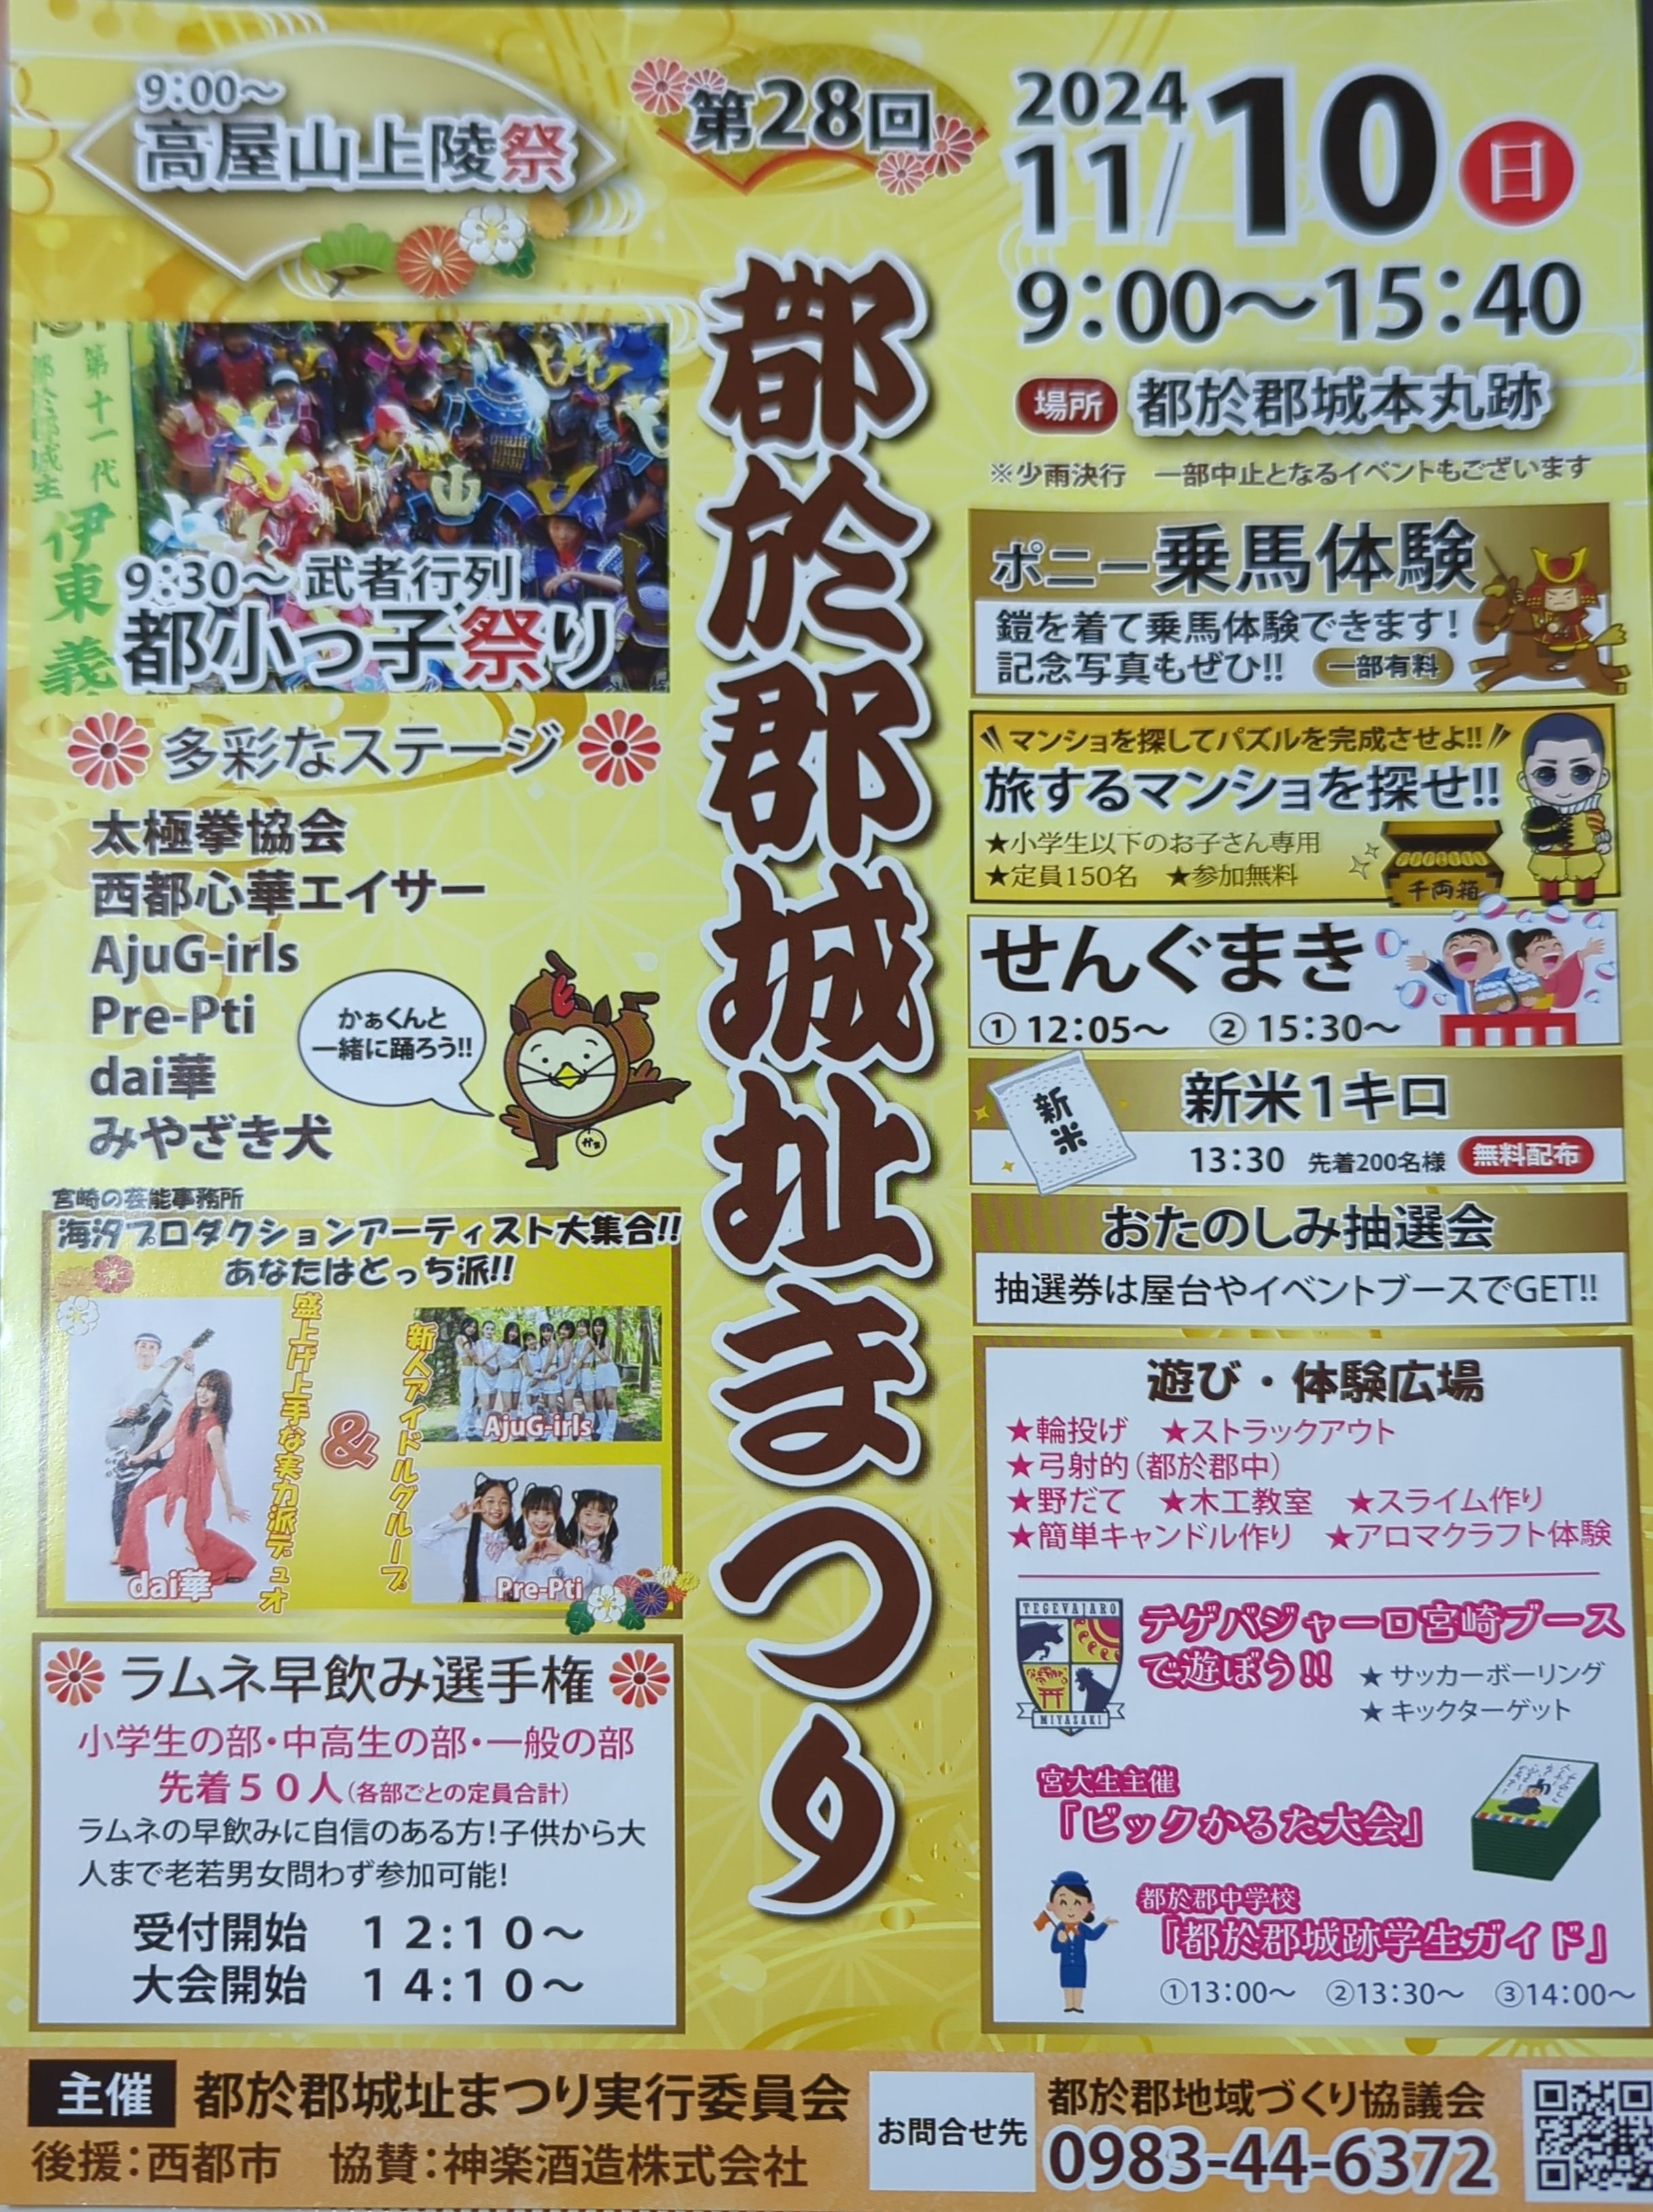 9:00～
高屋山上陵祭
第28回
2024
11/10日
9:00～15:40
場所 都於郡城本丸跡
※少雨決行　一部中止となるイベントもございます
都於郡城址まつり
第十一代
都於郡城主
伊東義
9:30～ 武者行列
都小っ子祭り
多彩なステージ
太極拳協会
西都心華エイサー
AjuG-irls
Pre-Pti
dai華
みやざき犬
かぁくんと
一緒に踊ろう!!
かぁ
宮崎の芸能事務所
海汐プロダクションアーティスト大集合!!
あなたはどっち派!!
盛上げ上手な実力派デュオ
&
新人アイドルグループ
dai華
AjuG-irls
Pre-Pti
ラムネ早飲み選手権
小学生の部・中高生の部・一般の部
先着５０人(各部ごとの定員合計)
ラムネの早飲みに自信のある方!子供から大
人まで老若男女問わず参加可能!
受付開始　１２:１０～
大会開始　１４:１０～
ポニー乗馬体験
鎧を着て乗馬体験できます!
記念写真もぜひ!! 一部有料
マンショを探してパズルを完成させよ!!
旅するマンショを探せ!!
★小学生以下のお子さん専用
★定員150名　★参加無料
千両箱
せんぐまき
① 12:05～　② 15:30～
新米
新米1キロ
13:30 先着200名様 無料配布
おたのしみ抽選会
抽選券は屋台やイベントブースでGET!!
遊び・体験広場
★輪投げ　★ストラックアウト
★弓射的(都於郡中)
★野だて　★木工教室　★スライム作り
★簡単キャンドル作り　★アロマクラフト体験
TEGEVAJARO
MIYAZAKI
テゲバジャーロ宮崎ブース
で遊ぼう!!
★ サッカーボーリング
★ キックターゲット
宮大生主催
「ビックかるた大会」
都於郡中学校
「都於郡城跡学生ガイド」
①13:00～　②13:30～　③14:00～
主催 都於郡城址まつり実行委員会
後援:西都市　協賛:神楽酒造株式会社
お問合せ先
都於郡地域づくり協議会
0983-44-6372